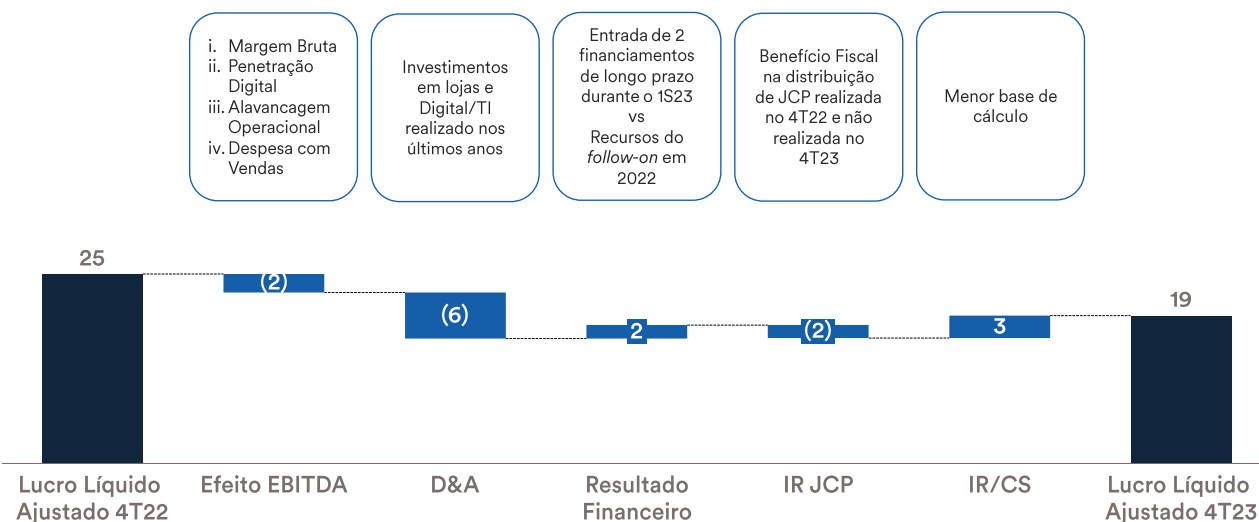 i. Margem Bruta
ii. Penetração
Digital
iii. Alavancagem
Operacional
iv. Despesa com
Vendas
Investimentos
em lojas e
Digital/TI
realizado nos
últimos anos
Entrada de 2
financiamentos
de longo prazo
durante o 1S23
vs
Recursos do
follow-on em
2022
Benefício Fiscal
na distribuição
de JCP realizada
no 4T22 e não
realizada no
4T23
Menor base de
cálculo
25
(2)
(6)
2
(2)
3
19
Lucro Líquido
Ajustado 4T22
Efeito EBITDA
D&A
Resultado
Financeiro
IR JCP
IR/CS
Lucro Líquido
Ajustado 4T23